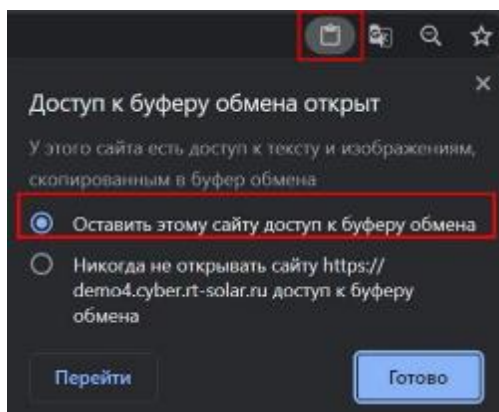 Доступ к буферу обмена открыт
У этого сайта есть доступ к тексту и изображениям,
скопированным в буфер обмена
Оставить этому сайту доступ к буферу обмена
Никогда не открывать сайту https://
demo4.cyber.rt-solar.ru доступ к буферу
обмена
Перейти
Готово